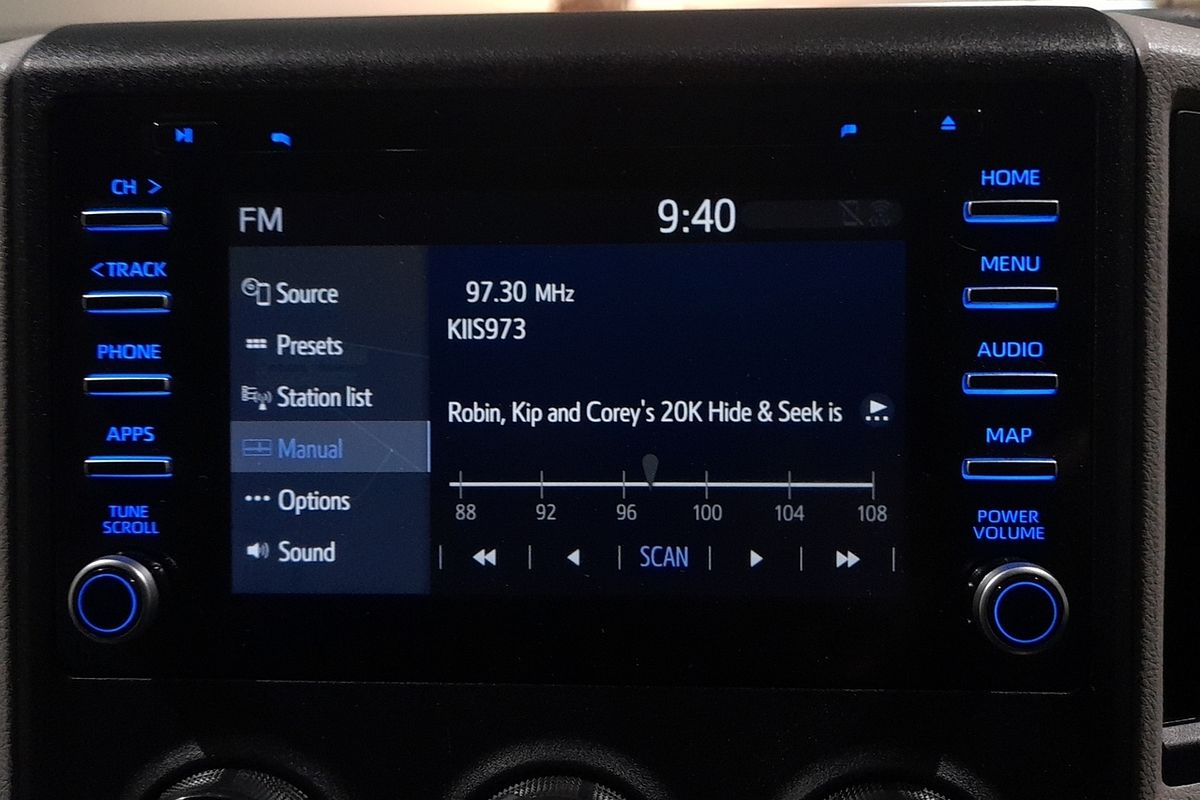 CH >
<TRACK
PHONE
APPS
TUNE
SCROLL
FM
9:40
Source
Presets
Station list
Manual
Options
Sound
97.30 MHz
KIIS973
Robin, Kip and Corey's 20K Hide & Seek is
88 92 96 100 104 108
SCAN
HOME
MENU
AUDIO
MAP
POWER
VOLUME